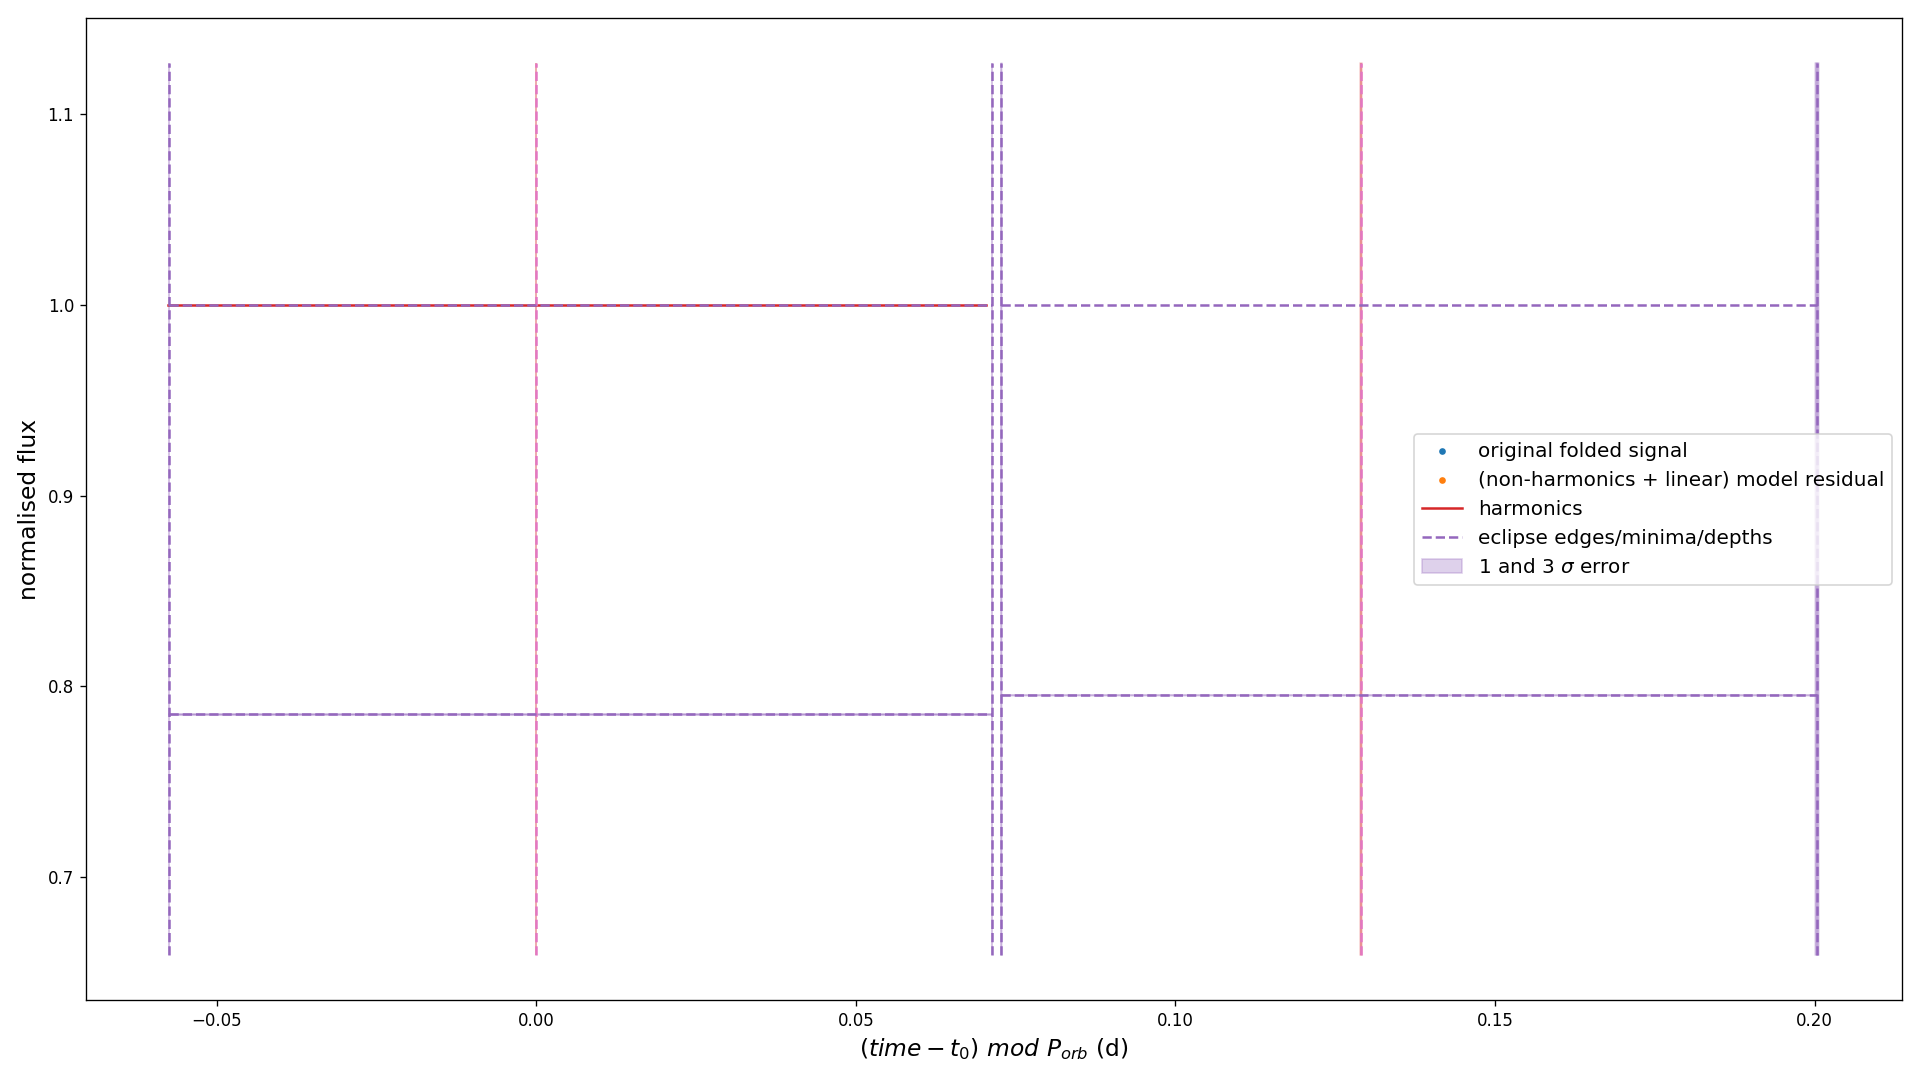 1.1
1.0
0.9
0.8
0.7
normalised flux
original folded signal
(non-harmonics + linear) model residual
harmonics
eclipse edges/minima/depths
1 and 3 σ error
−0.05 0.00 0.05 0.10 0.15 0.20
(time − t₀) mod Pₒᵣb (d)